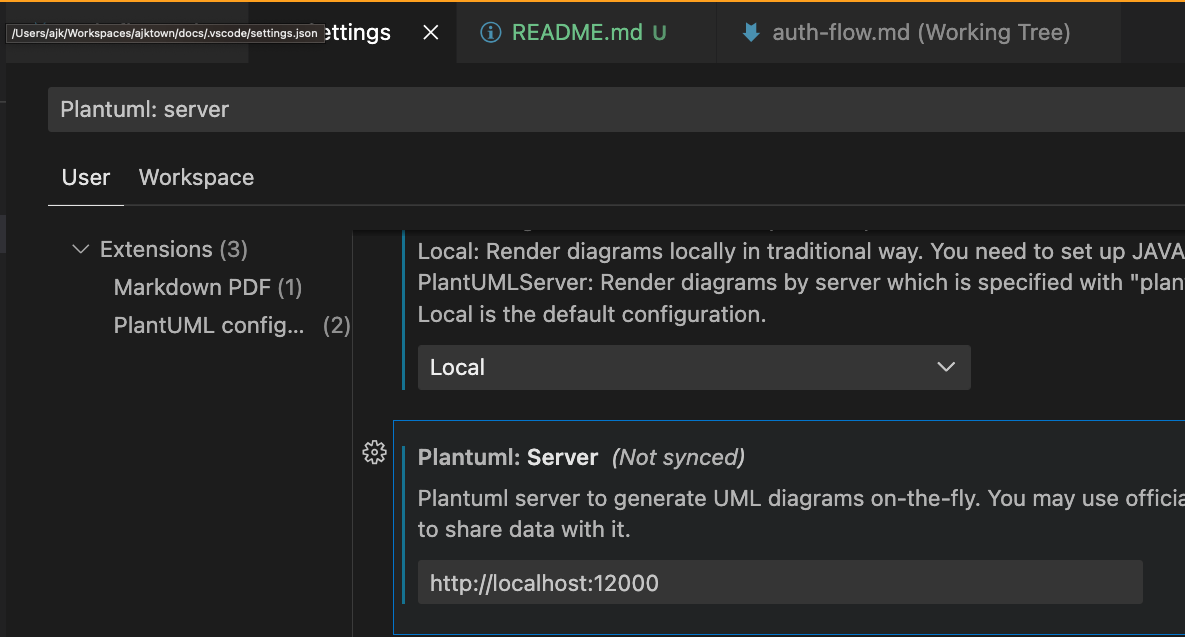 /Users/ajk/Workspaces/ajktown/docs/.vscode/settings.json
ettings
README.md U
auth-flow.md (Working Tree)
Plantuml: server
User Workspace
Extensions (3)
Markdown PDF (1)
PlantUML config... (2)
Local: Render diagrams locally in traditional way. You need to set up JAVA
PlantUMLServer: Render diagrams by server which is specified with "plan
Local is the default configuration.
Local
Plantuml: Server (Not synced)
Plantuml server to generate UML diagrams on-the-fly. You may use officia
to share data with it.
http://localhost:12000